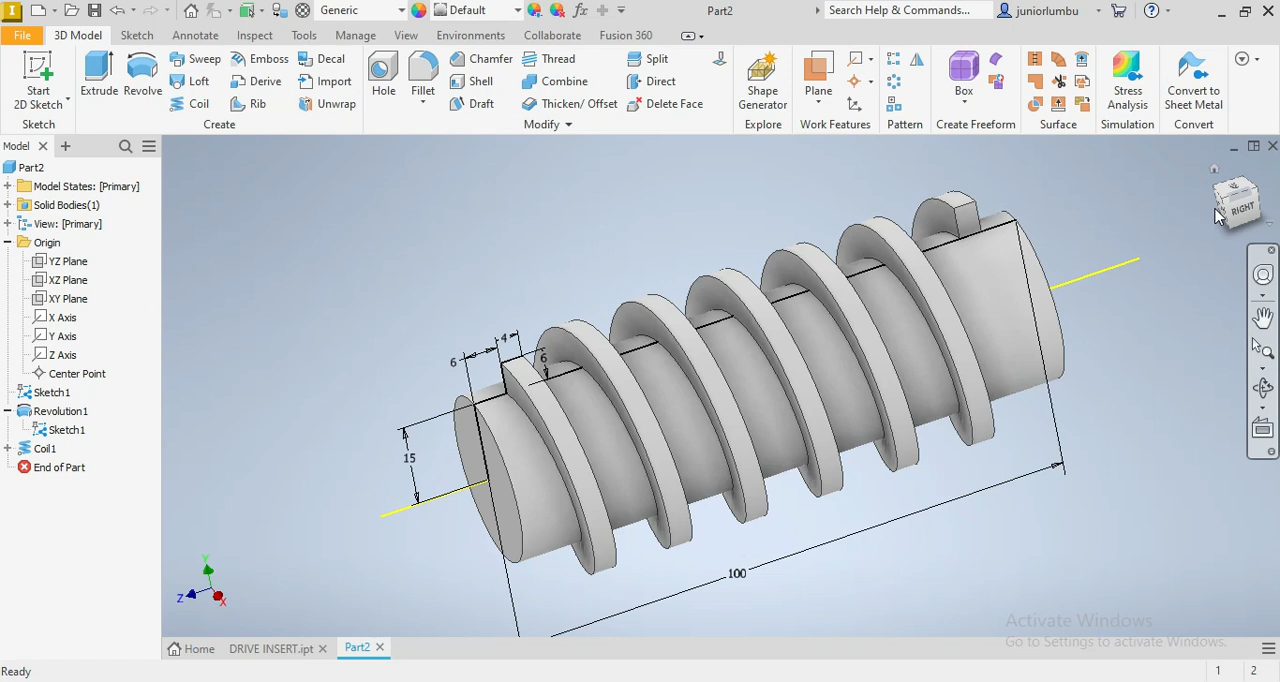 I Generic Default fx Part2 Search Help & Commands... juniorlumbu
File 3D Model Sketch Annotate Inspect Tools Manage View Environments Collaborate Fusion 360
Start
2D Sketch
Sketch
Extrude Revolve
Sweep Emboss Decal
Loft Derive Import
Coil Rib Unwrap
Create
Hole Fillet
Chamfer Thread Split
Shell Combine Direct
Draft Thicken/ Offset Delete Face
Modify
Shape
Generator
Explore
Plane
Work Features
Pattern
Box
Create Freeform
Surface
Stress
Analysis
Simulation
Convert to
Sheet Metal
Convert
Model
Part2
Model States: [Primary]
Solid Bodies(1)
View: [Primary]
Origin
YZ Plane
XZ Plane
XY Plane
X Axis
Y Axis
Z Axis
Center Point
Sketch1
Revolution1
Sketch1
Coil1
End of Part
RIGHT
4
6
6
15
100
Y
Z
X
Activate Windows
Go to Settings to activate Windows.
Home DRIVE INSERT.ipt Part2
Ready 1 2